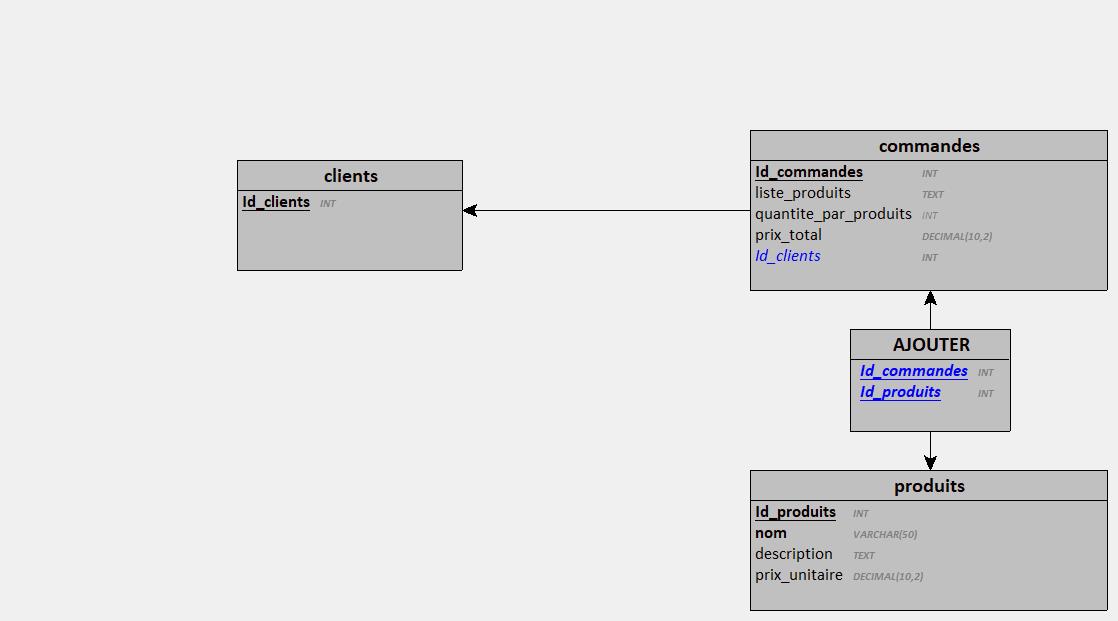 clients
Id_clients INT
commandes
Id_commandes INT
liste_produits TEXT
quantite_par_produits INT
prix_total DECIMAL(10,2)
Id_clients INT
AJOUTER
Id_commandes INT
Id_produits INT
produits
Id_produits INT
nom VARCHAR(50)
description TEXT
prix_unitaire DECIMAL(10,2)